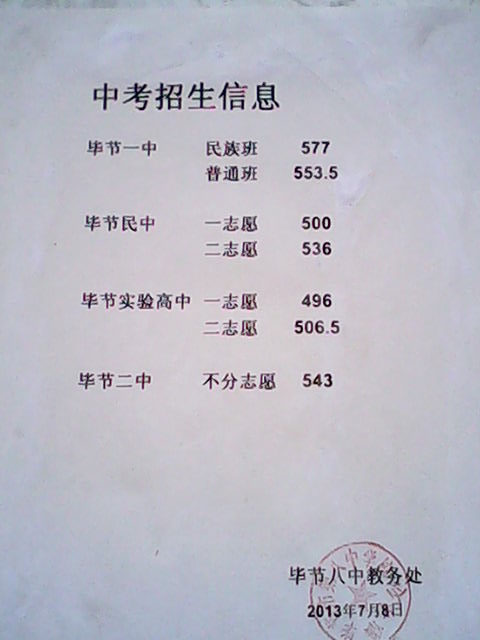 中考招生信息
毕节一中 民族班 577
普通班 553.5
毕节民中 一志愿 500
二志愿 536
毕节实验高中 一志愿 496
二志愿 506.5
毕节二中 不分志愿 543
毕节八中教务处
2013年7月8日